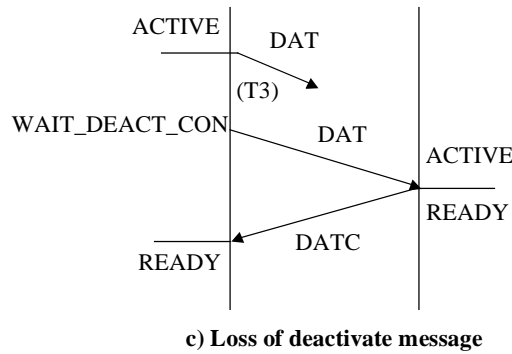 ACTIVE
DAT
(T3)
WAIT_DEACT_CON
DAT
ACTIVE
READY
DATC
READY
c) Loss of deactivate message